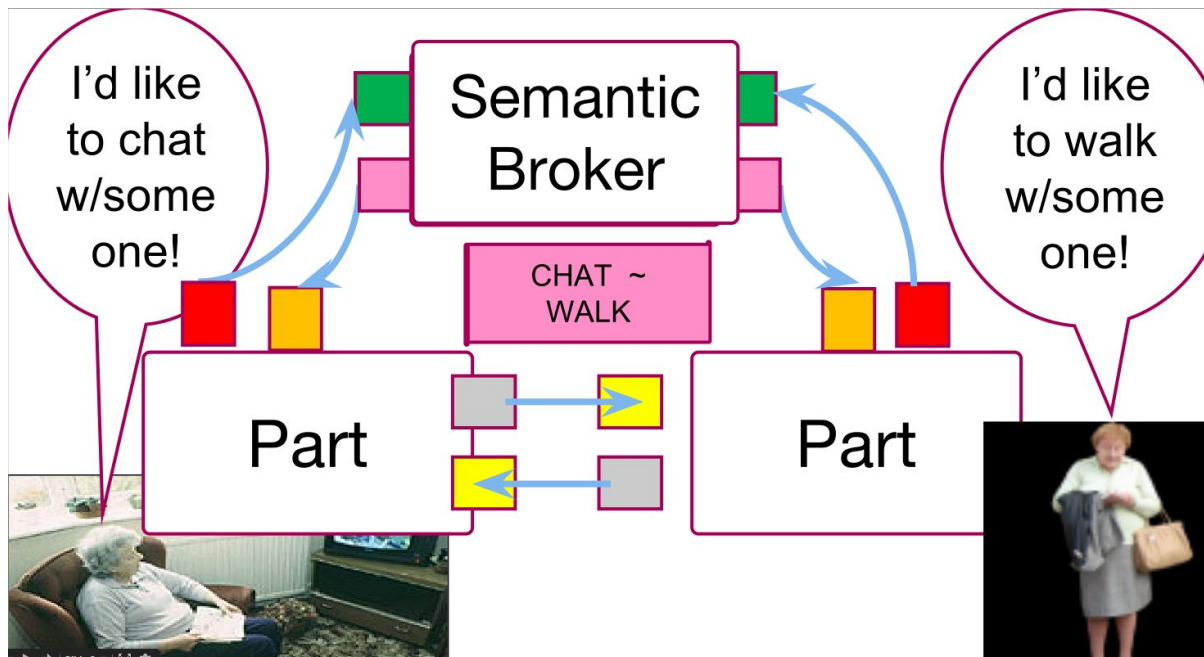 I’d like
to chat
w/some
one!
Semantic
Broker
I’d like
to walk
w/some
one!
CHAT ~
WALK
Part
Part